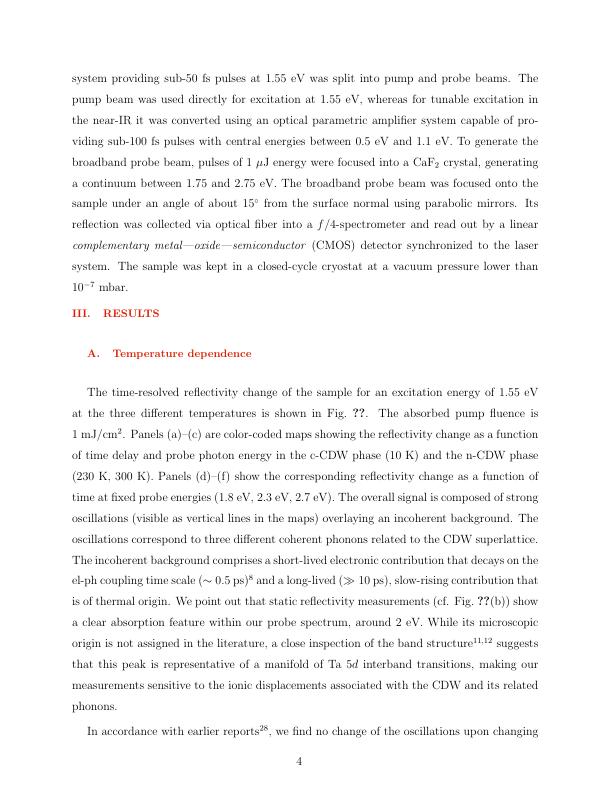 system providing sub-50 fs pulses at 1.55 eV was split into pump and probe beams. The
pump beam was used directly for excitation at 1.55 eV, whereas for tunable excitation in
the near-IR it was converted using an optical parametric amplifier system capable of pro-
viding sub-100 fs pulses with central energies between 0.5 eV and 1.1 eV. To generate the
broadband probe beam, pulses of 1 μJ energy were focused into a CaF₂ crystal, generating
a continuum between 1.75 and 2.75 eV. The broadband probe beam was focused onto the
sample under an angle of about 15° from the surface normal using parabolic mirrors. Its
reflection was collected via optical fiber into a f/4-spectrometer and read out by a linear
complementary metal—oxide—semiconductor (CMOS) detector synchronized to the laser
system. The sample was kept in a closed-cycle cryostat at a vacuum pressure lower than
10⁻⁷ mbar.
III. RESULTS
A. Temperature dependence
The time-resolved reflectivity change of the sample for an excitation energy of 1.55 eV
at the three different temperatures is shown in Fig. ??. The absorbed pump fluence is
1 mJ/cm². Panels (a)–(c) are color-coded maps showing the reflectivity change as a function
of time delay and probe photon energy in the c-CDW phase (10 K) and the n-CDW phase
(230 K, 300 K). Panels (d)–(f) show the corresponding reflectivity change as a function of
time at fixed probe energies (1.8 eV, 2.3 eV, 2.7 eV). The overall signal is composed of strong
oscillations (visible as vertical lines in the maps) overlaying an incoherent background. The
oscillations correspond to three different coherent phonons related to the CDW superlattice.
The incoherent background comprises a short-lived electronic contribution that decays on the
el-ph coupling time scale (∼ 0.5 ps)⁸ and a long-lived (≫ 10 ps), slow-rising contribution that
is of thermal origin. We point out that static reflectivity measurements (cf. Fig. ??(b)) show
a clear absorption feature within our probe spectrum, around 2 eV. While its microscopic
origin is not assigned in the literature, a close inspection of the band structure¹¹,¹² suggests
that this peak is representative of a manifold of Ta 5d interband transitions, making our
measurements sensitive to the ionic displacements associated with the CDW and its related
phonons.
In accordance with earlier reports²⁸, we find no change of the oscillations upon changing
4